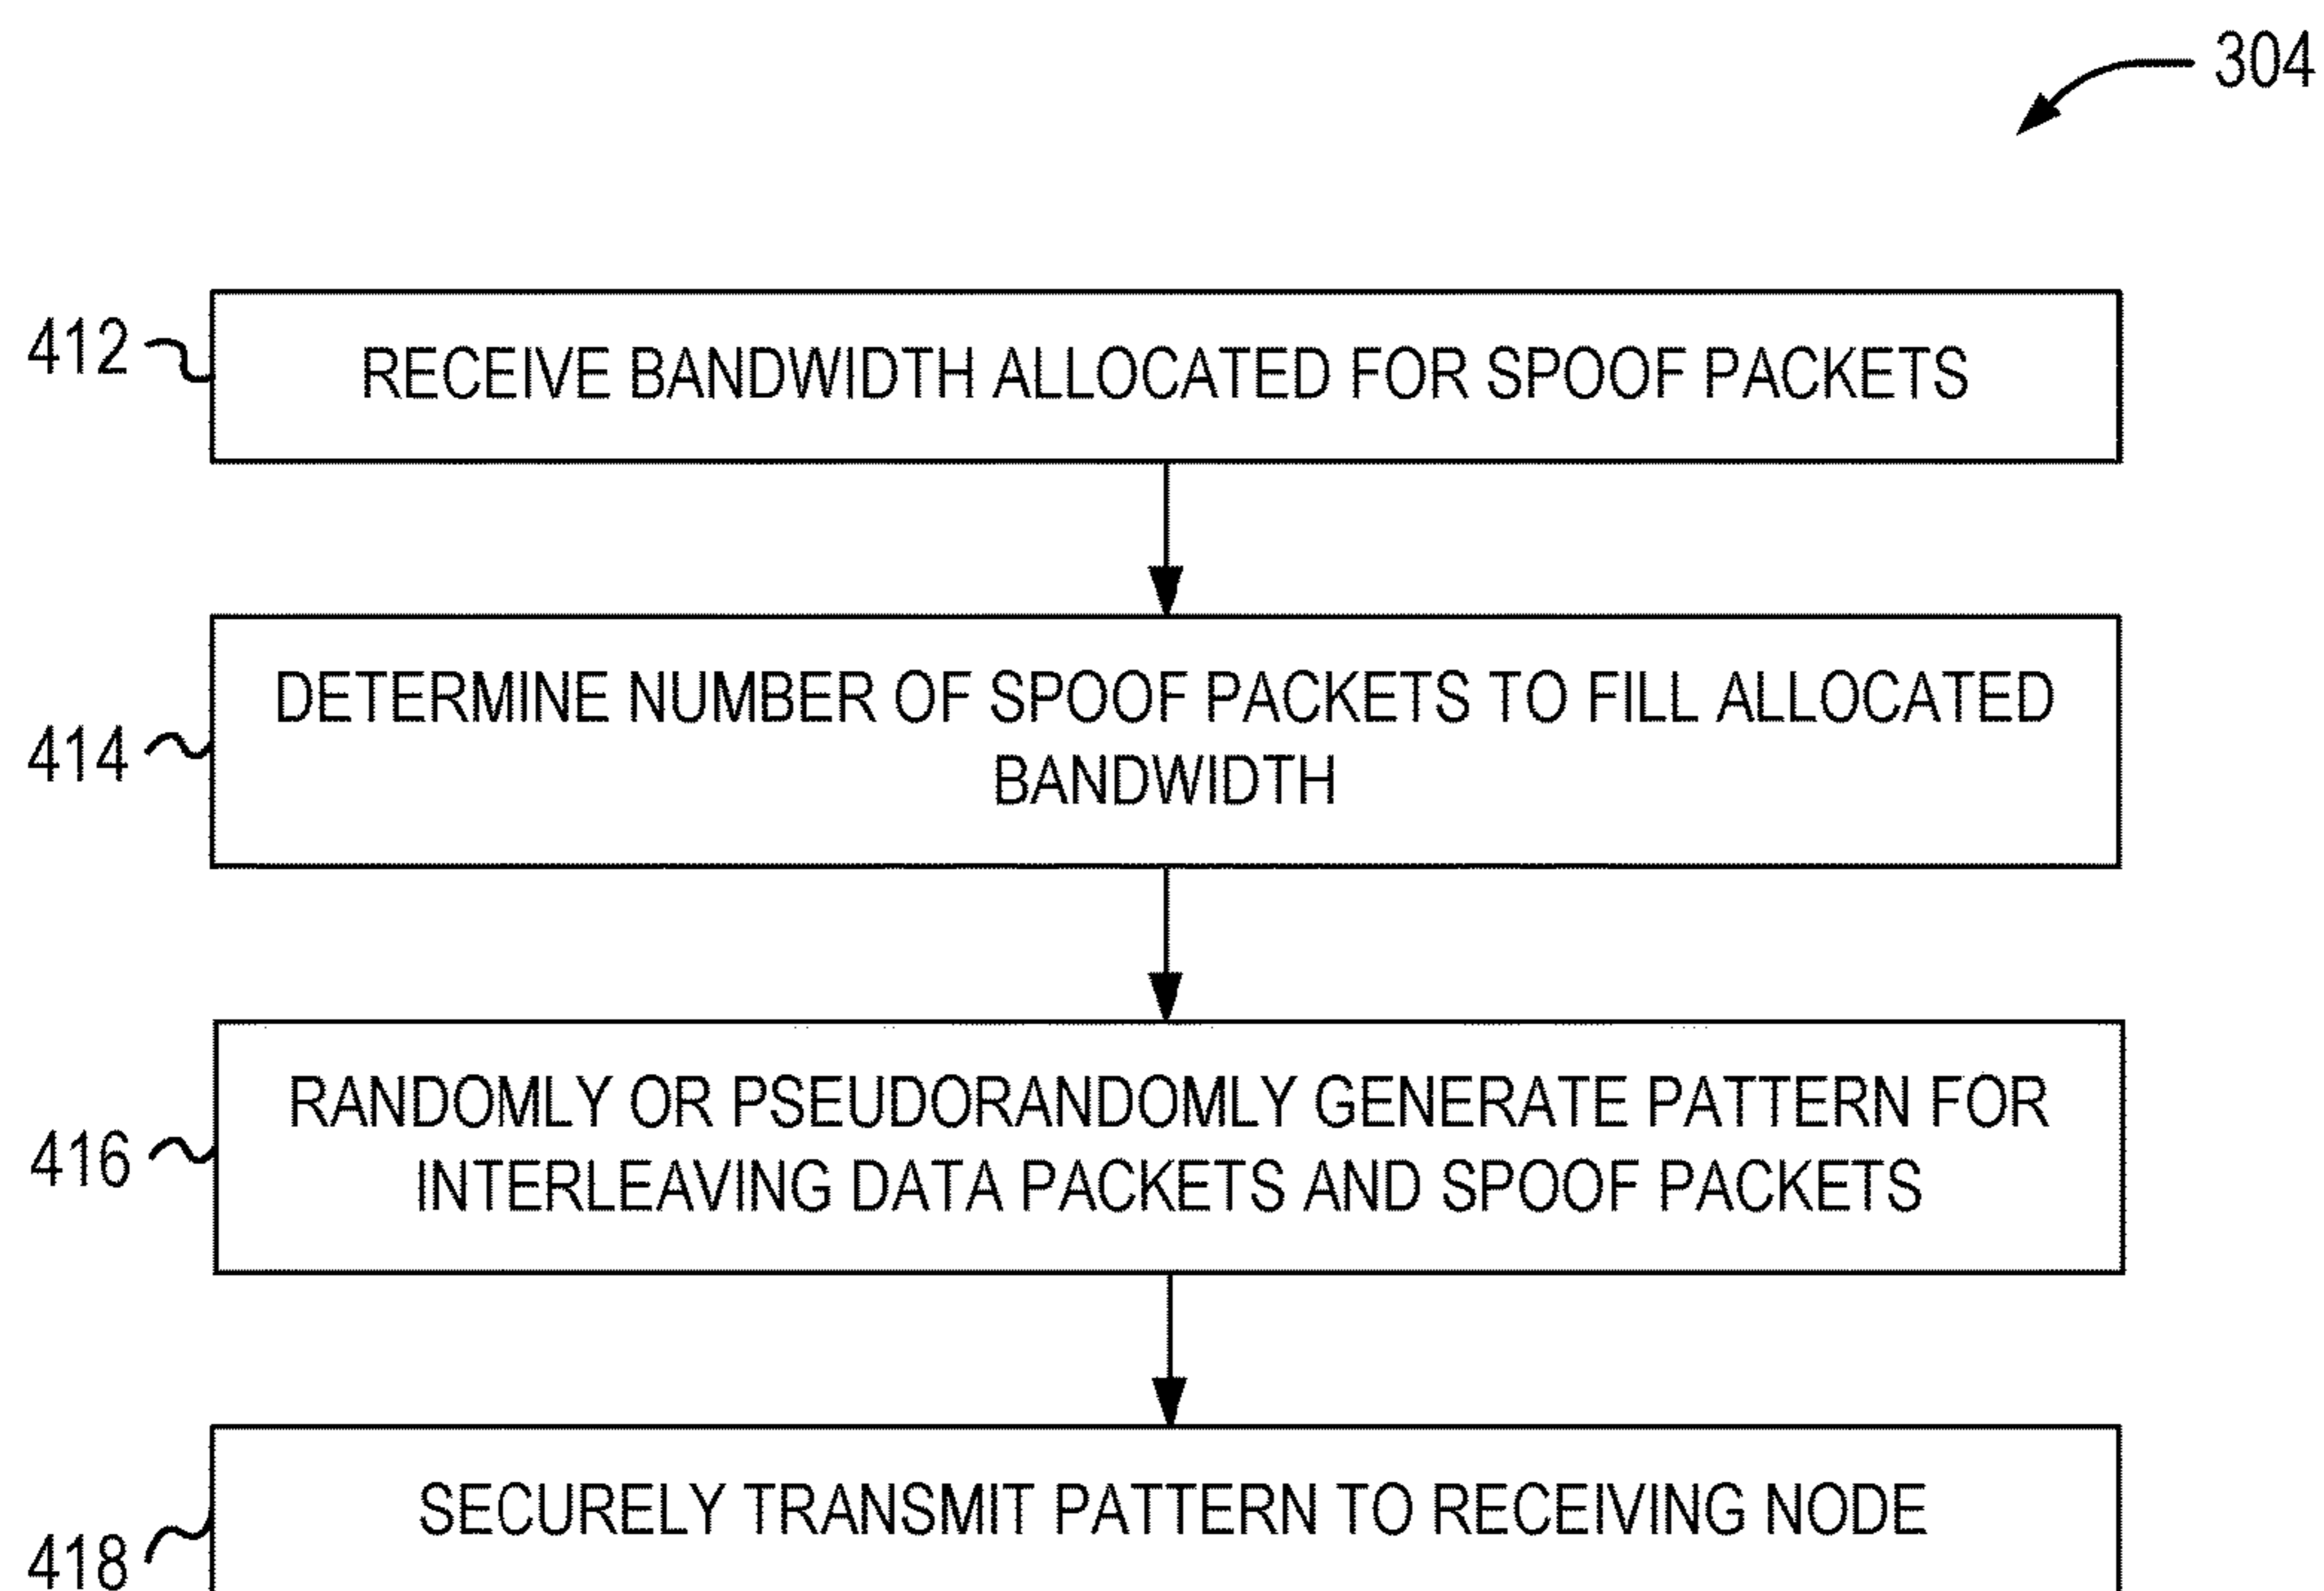 304
412
RECEIVE BANDWIDTH ALLOCATED FOR SPOOF PACKETS
414
DETERMINE NUMBER OF SPOOF PACKETS TO FILL ALLOCATED
BANDWIDTH
416
RANDOMLY OR PSEUDORANDOMLY GENERATE PATTERN FOR
INTERLEAVING DATA PACKETS AND SPOOF PACKETS
418
SECURELY TRANSMIT PATTERN TO RECEIVING NODE